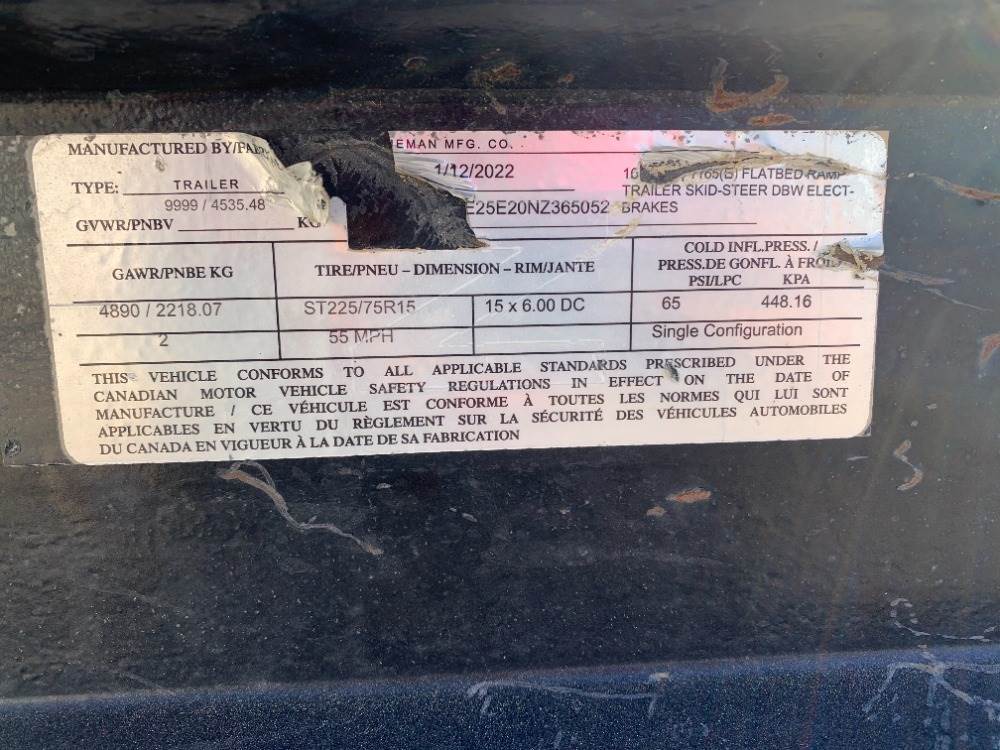 MANUFACTURED BY/
EMAN MFG. CO.
1/12/2022
TYPE: TRAILER
FLATBED RAMP
TRAILER SKID-STEER DBW ELECT-
BRAKES
9999 / 4535.48
GVWR/PNBV KG
E25E20NZ365052
GAWR/PNBE KG
TIRE/PNEU – DIMENSION – RIM/JANTE
COLD INFL.PRESS. /
PRESS.DE GONFL. À FROID
PSI/LPC KPA
4890 / 2218.07 ST225/75R15 15 x 6.00 DC 65 448.16
2 55 MPH Single Configuration
THIS VEHICLE CONFORMS TO ALL APPLICABLE STANDARDS PRESCRIBED UNDER THE
CANADIAN MOTOR VEHICLE SAFETY REGULATIONS IN EFFECT ON THE DATE OF
MANUFACTURE / CE VÉHICULE EST CONFORME À TOUTES LES NORMES QUI LUI SONT
APPLICABLES EN VERTU DU RÈGLEMENT SUR LA SÉCURITÉ DES VÉHICULES AUTOMOBILES
DU CANADA EN VIGUEUR À LA DATE DE SA FABRICATION